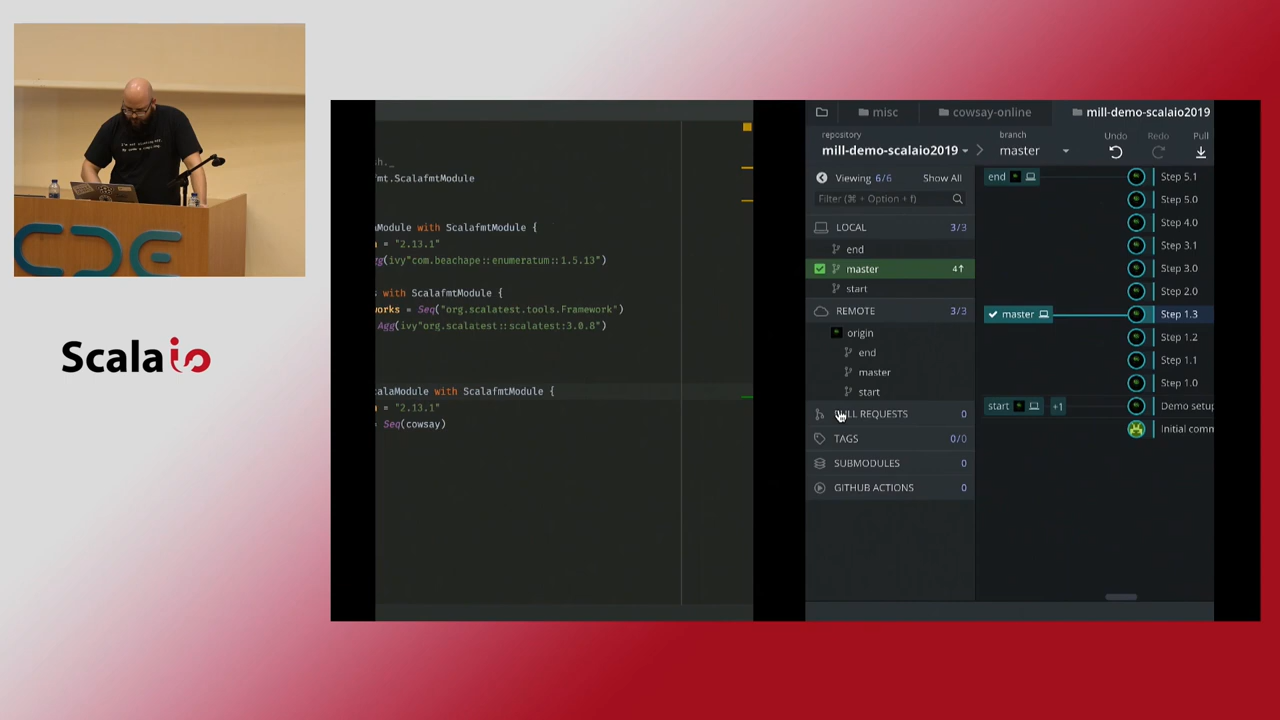 CDE
Scala io
sh._
fmt.ScalafmtModule
aModule with ScalafmtModule {
= "2.13.1"
gg(ivy"com.beachape::enumeratum::1.5.13")
s with ScalafmtModule {
works = Seq("org.scalatest.tools.Framework")
Agg(ivy"org.scalatest::scalatest:3.0.8")
calaModule with ScalafmtModule {
= "2.13.1"
= Seq(cowsay)
misc
cowsay-online
mill-demo-scalaio2019
repository
mill-demo-scalaio2019
branch
master
Undo
Redo
Pull
Viewing 6/6
Show All
Filter (⌘ + Option + f)
LOCAL 3/3
end
master 4↑
start
REMOTE 3/3
origin
end
master
start
PULL REQUESTS 0
TAGS 0/0
SUBMODULES 0
GITHUB ACTIONS 0
end
Step 5.1
Step 5.0
Step 4.0
Step 3.1
Step 3.0
Step 2.0
master
Step 1.3
Step 1.2
Step 1.1
Step 1.0
start
+1
Demo setup
Initial comm